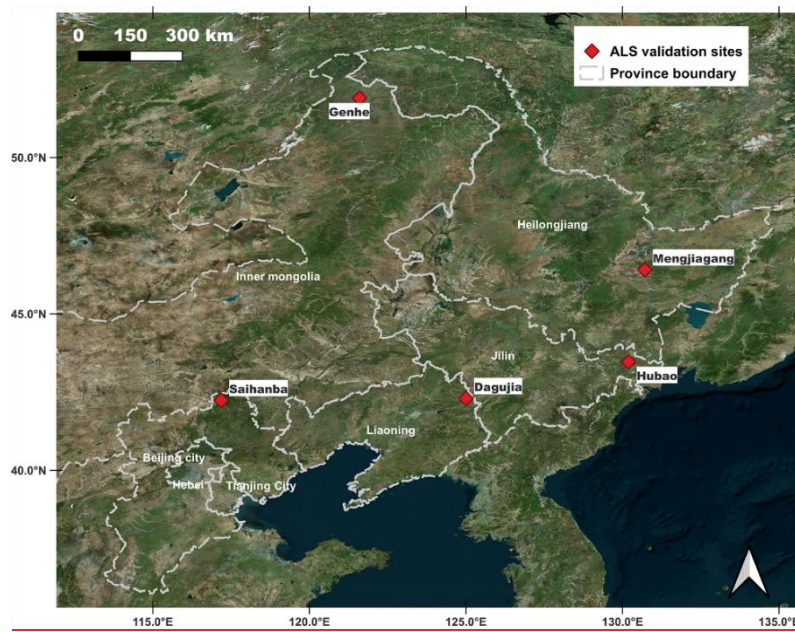 0 150 300 km
ALS validation sites
Province boundary
Genhe
50.0°N
Heilongjiang
Mengjiagang
Inner mongolia
45.0°N
Jilin
Hubao
Saihanba
Dagujia
Liaoning
Beijing city
40.0°N
Hebei
Tianjing City
115.0°E 120.0°E 125.0°E 130.0°E 135.0°E